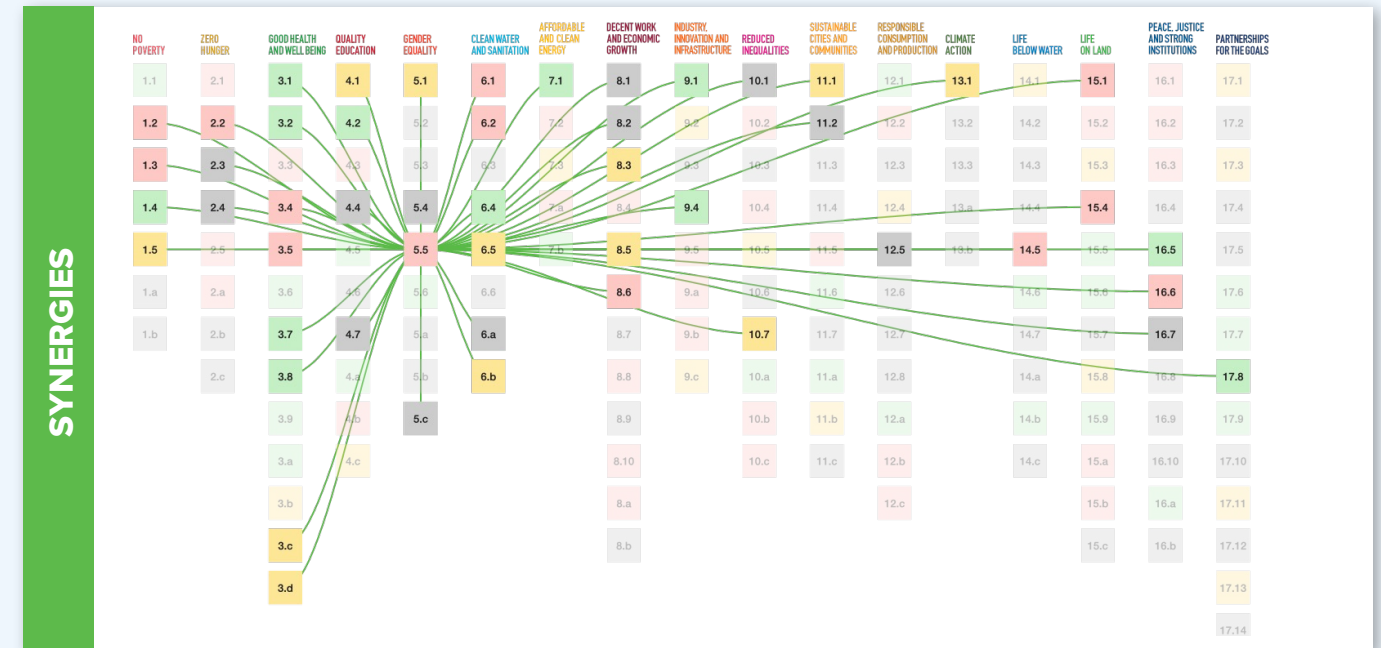 SYNERGIES
NO
POVERTY
ZERO
HUNGER
GOOD HEALTH
AND WELL BEING
QUALITY
EDUCATION
GENDER
EQUALITY
CLEAN WATER
AND SANITATION
AFFORDABLE
AND CLEAN
ENERGY
DECENT WORK
AND ECONOMIC
GROWTH
INDUSTRY,
INNOVATION AND
INFRASTRUCTURE
REDUCED
INEQUALITIES
SUSTAINABLE
CITIES AND
COMMUNITIES
RESPONSIBLE
CONSUMPTION
AND PRODUCTION
CLIMATE
ACTION
LIFE
BELOW WATER
LIFE
ON LAND
PEACE, JUSTICE
AND STRONG
INSTITUTIONS
PARTNERSHIPS
FOR THE GOALS
1.1 2.1 3.1 4.1 5.1 6.1 7.1 8.1 9.1 10.1 11.1 12.1 13.1 14.1 15.1 16.1 17.1
1.2 2.2 3.2 4.2 5.2 6.2 7.2 8.2 9.2 10.2 11.2 12.2 13.2 14.2 15.2 16.2 17.2
1.3 2.3 3.3 4.3 5.3 6.3 7.3 8.3 9.3 10.3 11.3 12.3 13.3 14.3 15.3 16.3 17.3
1.4 2.4 3.4 4.4 5.4 6.4 7.a 8.4 9.4 10.4 11.4 12.4 13.a 14.4 15.4 16.4 17.4
1.5 2.5 3.5 4.5 5.5 6.5 7.b 8.5 9.5 10.5 11.5 12.5 13.b 14.5 15.5 16.5 17.5
1.a 2.a 3.6 4.6 5.6 6.6 8.6 9.a 10.6 11.6 12.6 14.6 15.6 16.6 17.6
1.b 2.b 3.7 4.7 5.a 6.a 8.7 9.b 10.7 11.7 12.7 14.7 15.7 16.7 17.7
2.c 3.8 4.a 5.b 6.b 8.8 9.c 10.a 11.a 12.8 14.a 15.8 16.8 17.8
3.9 4.b 5.c 8.9 10.b 11.b 12.a 14.b 15.9 16.9 17.9
3.a 4.c 8.10 10.c 11.c 12.b 14.c 15.a 16.10 17.10
3.b 8.a 12.c 15.b 16.a 17.11
3.c 8.b 15.c 16.b 17.12
3.d 17.13
17.14